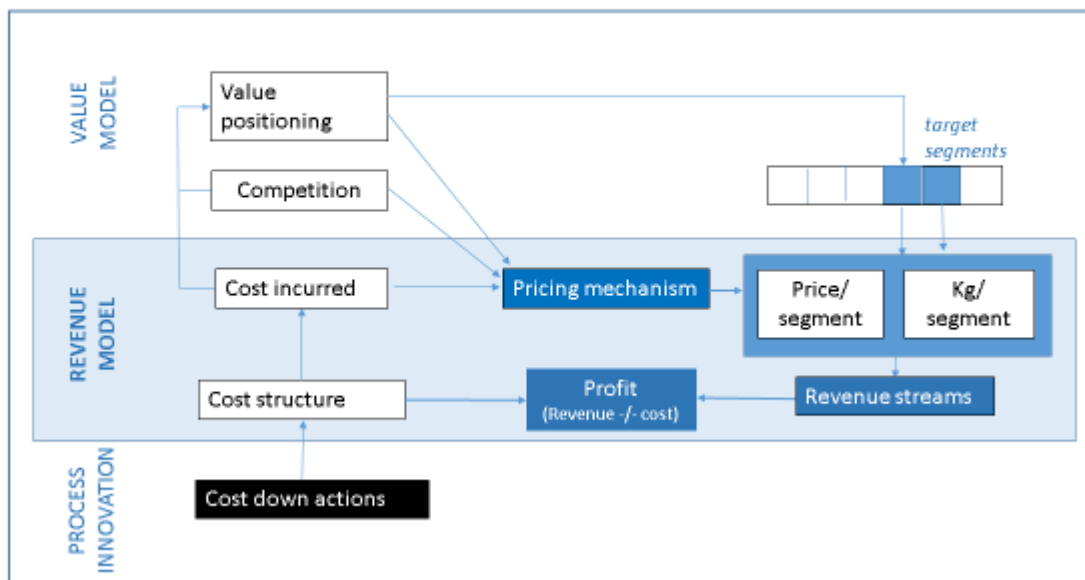 VALUE
MODEL
Value
positioning
target
segments
Competition
REVENUE
MODEL
Cost incurred
Pricing mechanism
Price/
segment
Kg/
segment
Cost structure
Profit
(Revenue -/- cost)
Revenue streams
PROCESS
INNOVATION
Cost down actions